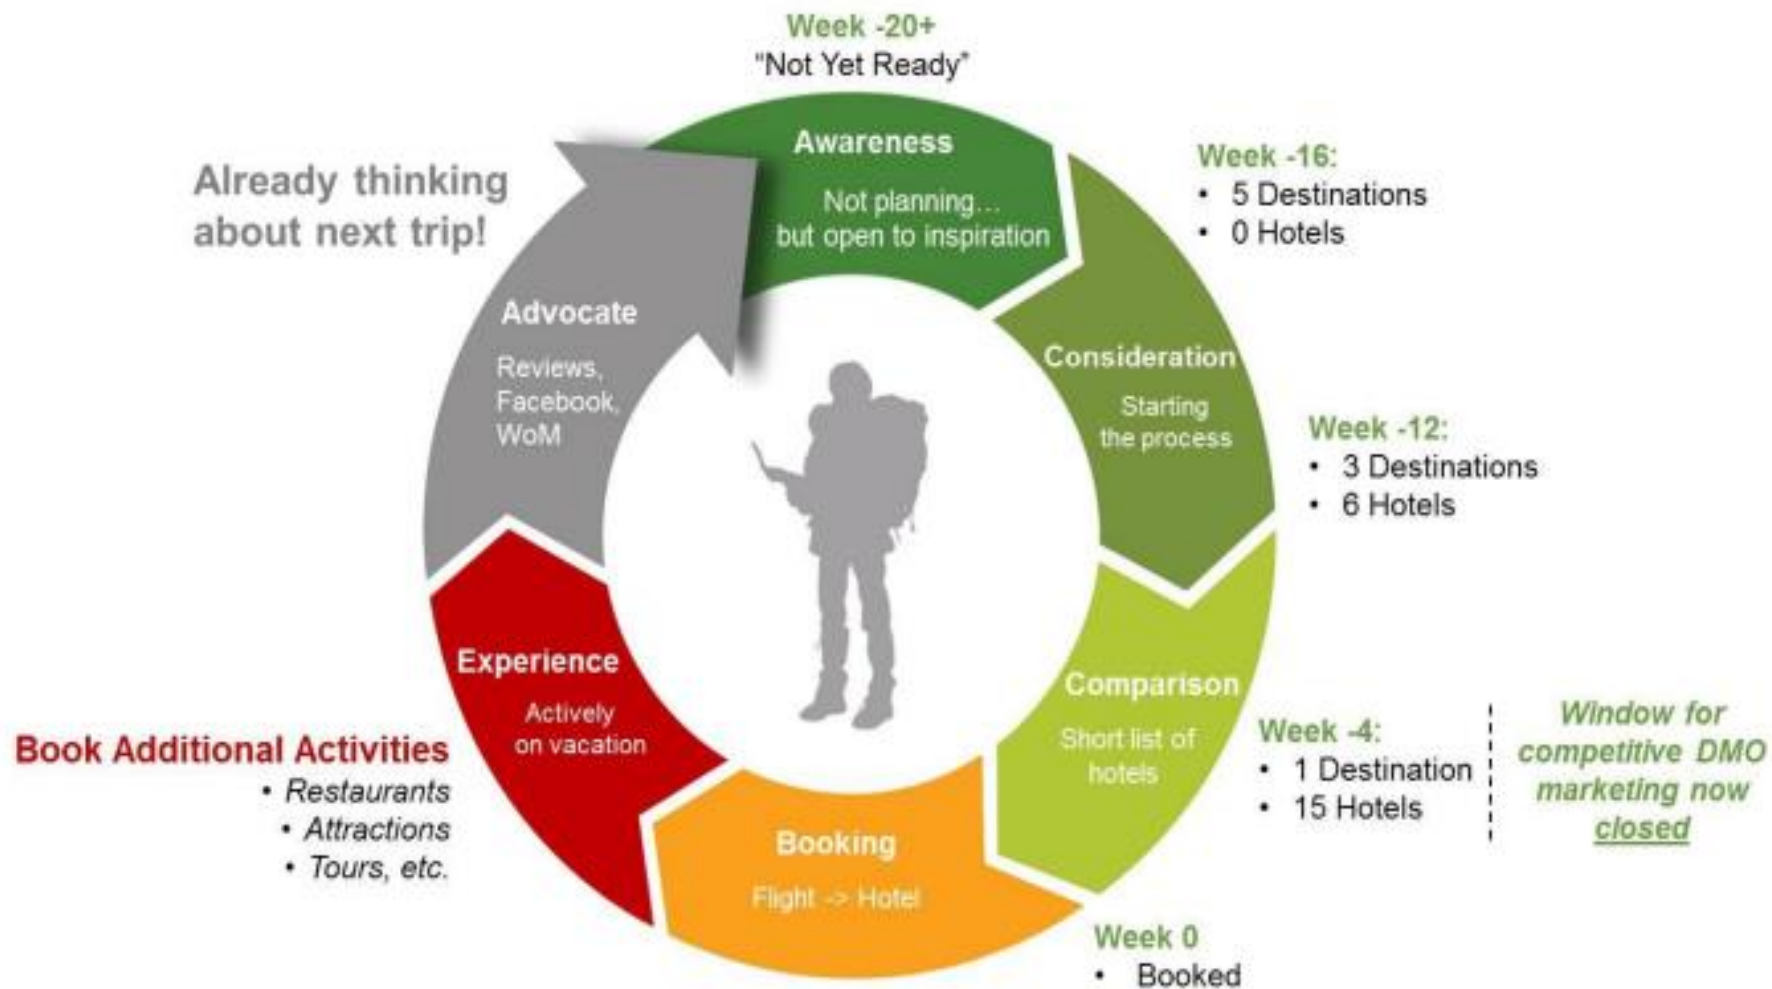 Week -20+
“Not Yet Ready”
Awareness
Not planning…
but open to inspiration
Week -16:
• 5 Destinations
• 0 Hotels
Consideration
Starting
the process
Week -12:
• 3 Destinations
• 6 Hotels
Comparison
Short list of
hotels
Week -4:
• 1 Destination
• 15 Hotels
Window for
competitive DMO
marketing now
closed
Booking
Flight -> Hotel
Week 0
• Booked
Experience
Actively
on vacation
Book Additional Activities
• Restaurants
• Attractions
• Tours, etc.
Advocate
Reviews,
Facebook,
WoM
Already thinking
about next trip!